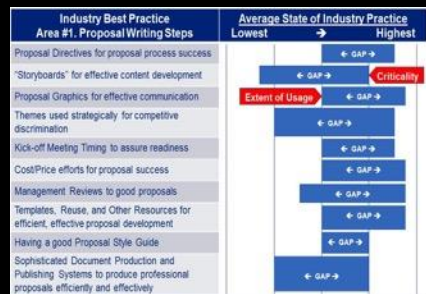 Industry Best Practice
Area #1. Proposal Writing Steps
Average State of Industry Practice
Lowest → Highest
Proposal Directives for proposal process success
← GAP →
"Storyboards" for effective content development
← GAP →
Criticality
Proposal Graphics for effective communication
Extent of Usage
← GAP →
Themes used strategically for competitive
discrimination
← GAP →
Kick-off Meeting Timing to assure readiness
← GAP →
Cost/Price efforts for proposal success
← GAP →
Management Reviews to good proposals
← GAP →
Templates, Reuse, and Other Resources for
efficient, effective proposal development
← GAP →
Having a good Proposal Style Guide
← GAP →
Sophisticated Document Production and
Publishing Systems to produce professional
proposals efficiently and effectively
← GAP →